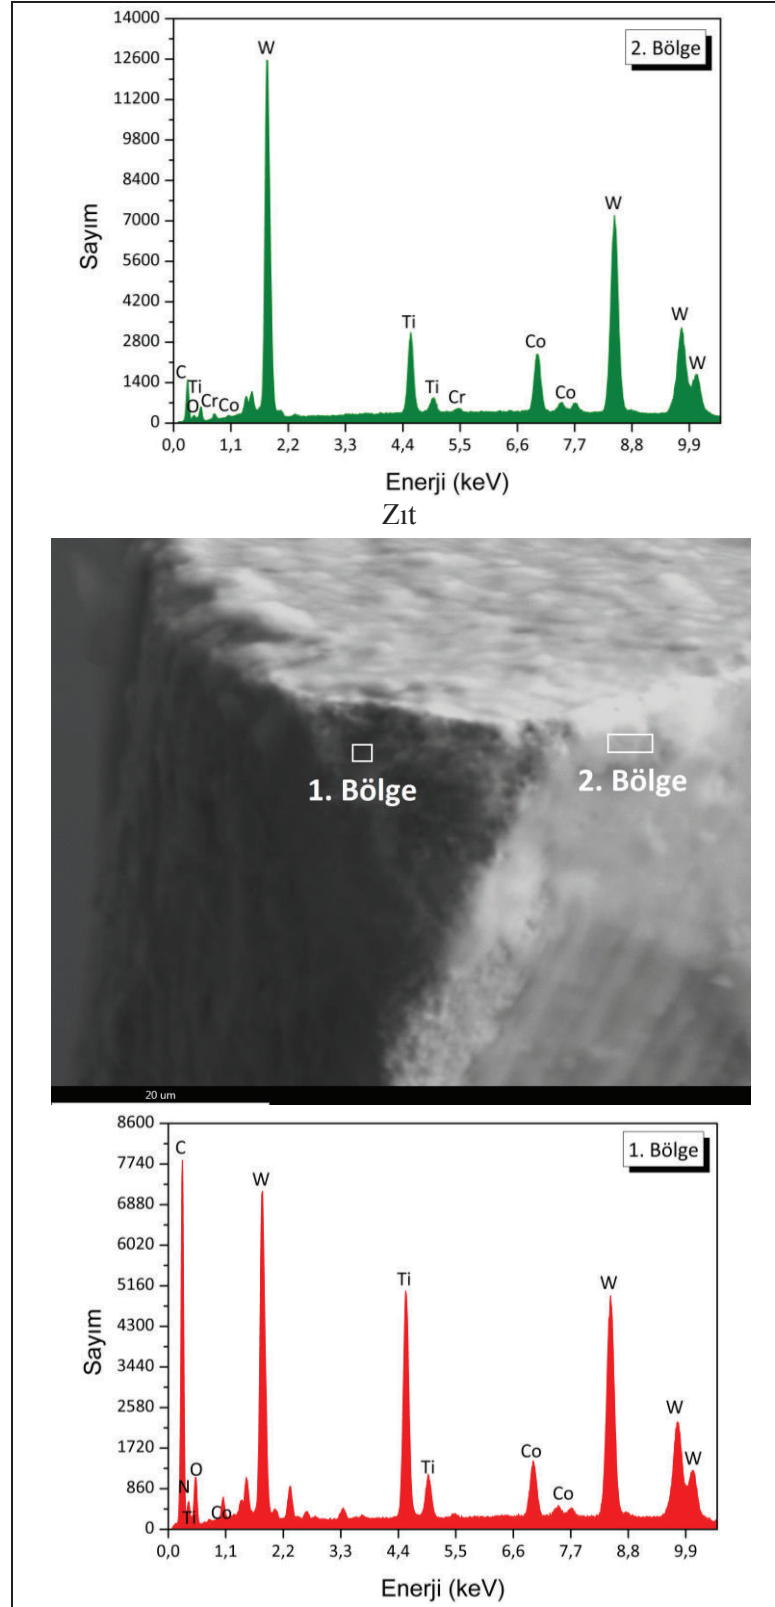 14000
2. Bölge
W
12600
11200
9800
8400
W
7000
Sayım
5600
4200
Ti
W
Co
2800
C
W
Ti
1400
O
Cr
Co
Ti
Cr
Co
0
0,0 1,1 2,2 3,3 4,4 5,5 6,6 7,7 8,8 9,9
Enerji (keV)
Zıt
1. Bölge
2. Bölge
20 um
8600
C
1. Bölge
7740
W
6880
6020
Ti
W
5160
4300
Sayım
3440
2580
W
1720
Co
W
O
Ti
N
860
Ti
Co
Co
0
0,0 1,1 2,2 3,3 4,4 5,5 6,6 7,7 8,8 9,9
Enerji (keV)